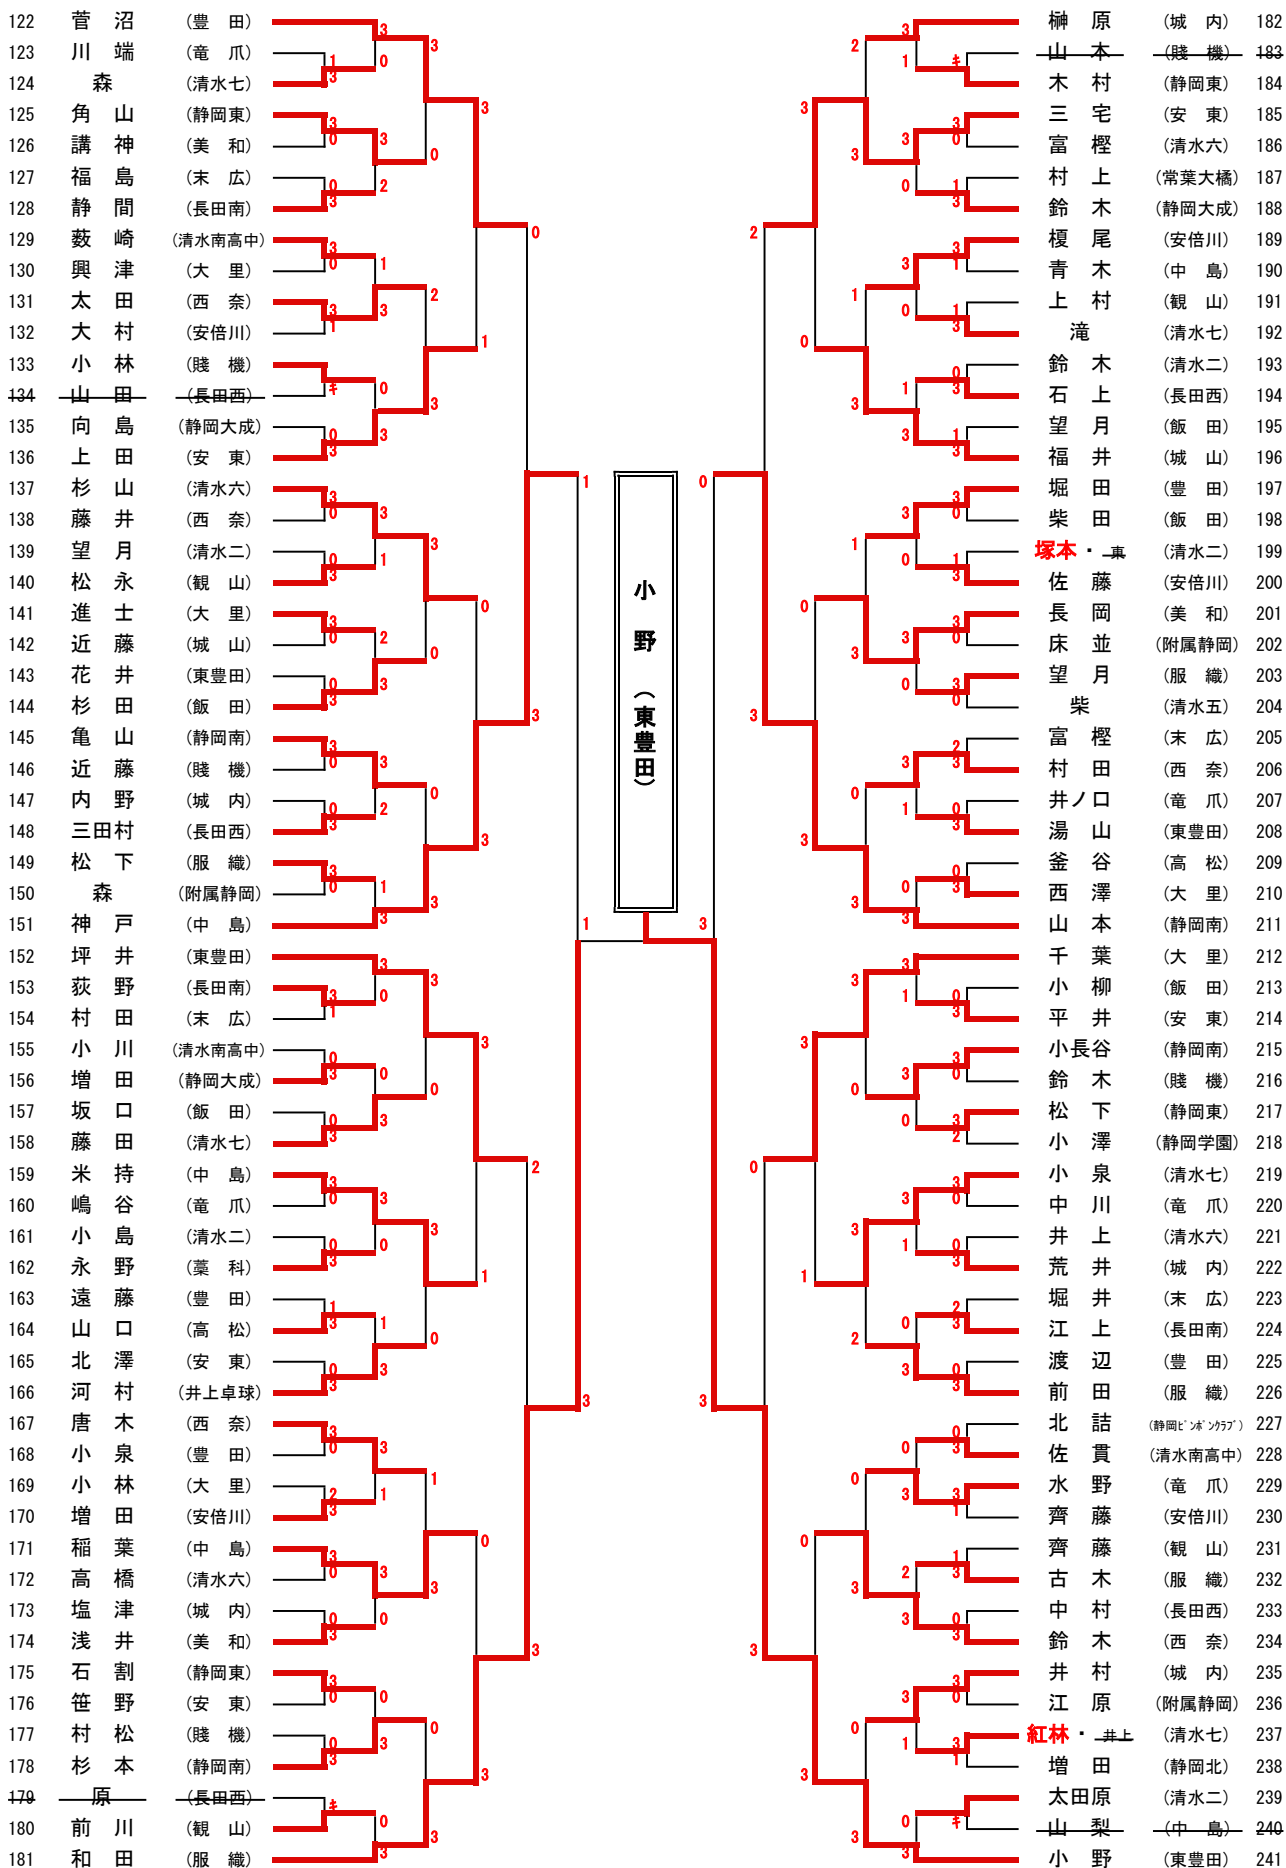 122 菅 沼 (豊 田)
123 川 端 (竜 爪)
124 森 (清水七)
125 角 山 (静岡東)
126 講 神 (美 和)
127 福 島 (末 広)
128 静 間 (長田南)
129 薮 崎 (清水南高中)
130 興 津 (大 里)
131 太 田 (西 奈)
132 大 村 (安倍川)
133 小 林 (賤 機)
134 山 田 (長田西)
135 向 島 (静岡大成)
136 上 田 (安 東)
137 杉 山 (清水六)
138 藤 井 (西 奈)
139 望 月 (清水二)
140 松 永 (観 山)
141 進 士 (大 里)
142 近 藤 (城 山)
143 花 井 (東豊田)
144 杉 田 (飯 田)
145 亀 山 (静岡南)
146 近 藤 (賤 機)
147 内 野 (城 内)
148 三田村 (長田西)
149 松 下 (服 織)
150 森 (附属静岡)
151 神 戸 (中 島)
152 坪 井 (東豊田)
153 荻 野 (長田南)
154 村 田 (末 広)
155 小 川 (清水南高中)
156 増 田 (静岡大成)
157 坂 口 (飯 田)
158 藤 田 (清水七)
159 米 持 (中 島)
160 嶋 谷 (竜 爪)
161 小 島 (清水二)
162 永 野 (藁 科)
163 遠 藤 (豊 田)
164 山 口 (高 松)
165 北 澤 (安 東)
166 河 村 (井上卓球)
167 唐 木 (西 奈)
168 小 泉 (豊 田)
169 小 林 (大 里)
170 増 田 (安倍川)
171 稲 葉 (中 島)
172 高 橋 (清水六)
173 塩 津 (城 内)
174 浅 井 (美 和)
175 石 割 (静岡東)
176 笹 野 (安 東)
177 村 松 (賤 機)
178 杉 本 (静岡南)
179 原 (長田西)
180 前 川 (観 山)
181 和 田 (服 織)
小野(東豊田)
榊 原 (城 内) 182
山 本 (賤 機) 183
木 村 (静岡東) 184
三 宅 (安 東) 185
富 樫 (清水六) 186
村 上 (常葉大橘) 187
鈴 木 (静岡大成) 188
榎 尾 (安倍川) 189
青 木 (中 島) 190
上 村 (観 山) 191
滝 (清水七) 192
鈴 木 (清水二) 193
石 上 (長田西) 194
望 月 (飯 田) 195
福 井 (城 山) 196
堀 田 (豊 田) 197
柴 田 (飯 田) 198
塚本・東 (清水二) 199
佐 藤 (安倍川) 200
長 岡 (美 和) 201
床 並 (附属静岡) 202
望 月 (服 織) 203
柴 (清水五) 204
富 樫 (末 広) 205
村 田 (西 奈) 206
井ノ口 (竜 爪) 207
湯 山 (東豊田) 208
釜 谷 (高 松) 209
西 澤 (大 里) 210
山 本 (静岡南) 211
千 葉 (大 里) 212
小 柳 (飯 田) 213
平 井 (安 東) 214
小長谷 (静岡南) 215
鈴 木 (賤 機) 216
松 下 (静岡東) 217
小 澤 (静岡学園) 218
小 泉 (清水七) 219
中 川 (竜 爪) 220
井 上 (清水六) 221
荒 井 (城 内) 222
堀 井 (末 広) 223
江 上 (長田南) 224
渡 辺 (豊 田) 225
前 田 (服 織) 226
北 詰 (静岡ピンポンクラブ) 227
佐 貫 (清水南高中) 228
水 野 (竜 爪) 229
齊 藤 (安倍川) 230
齊 藤 (観 山) 231
古 木 (服 織) 232
中 村 (長田西) 233
鈴 木 (西 奈) 234
井 村 (城 内) 235
江 原 (附属静岡) 236
紅林・井上 (清水七) 237
増 田 (静岡北) 238
太田原 (清水二) 239
山 梨 (中 島) 240
小 野 (東豊田) 241